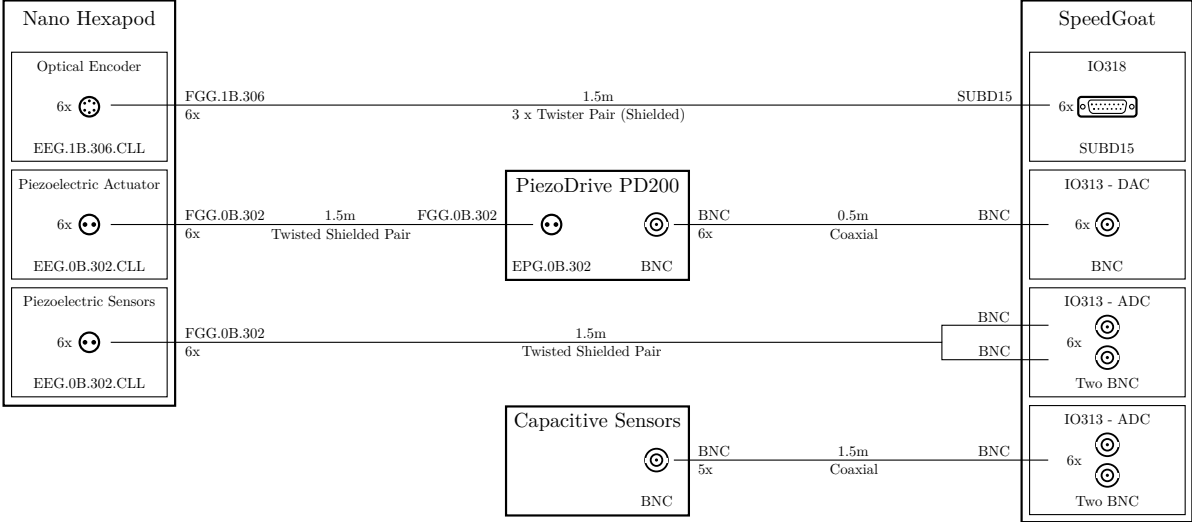 Nano Hexapod
SpeedGoat
Optical Encoder
6x
EEG.1B.306.CLL
FGG.1B.306
6x
1.5m
3 x Twister Pair (Shielded)
SUBD15
IO318
6x
SUBD15
Piezoelectric Actuator
6x
EEG.0B.302.CLL
FGG.0B.302
6x
1.5m
Twisted Shielded Pair
FGG.0B.302
PiezoDrive PD200
EPG.0B.302
BNC
BNC
6x
0.5m
Coaxial
BNC
IO313 - DAC
6x
BNC
Piezoelectric Sensors
6x
EEG.0B.302.CLL
FGG.0B.302
6x
1.5m
Twisted Shielded Pair
BNC
BNC
IO313 - ADC
6x
Two BNC
Capacitive Sensors
BNC
BNC
5x
1.5m
Coaxial
BNC
IO313 - ADC
6x
Two BNC